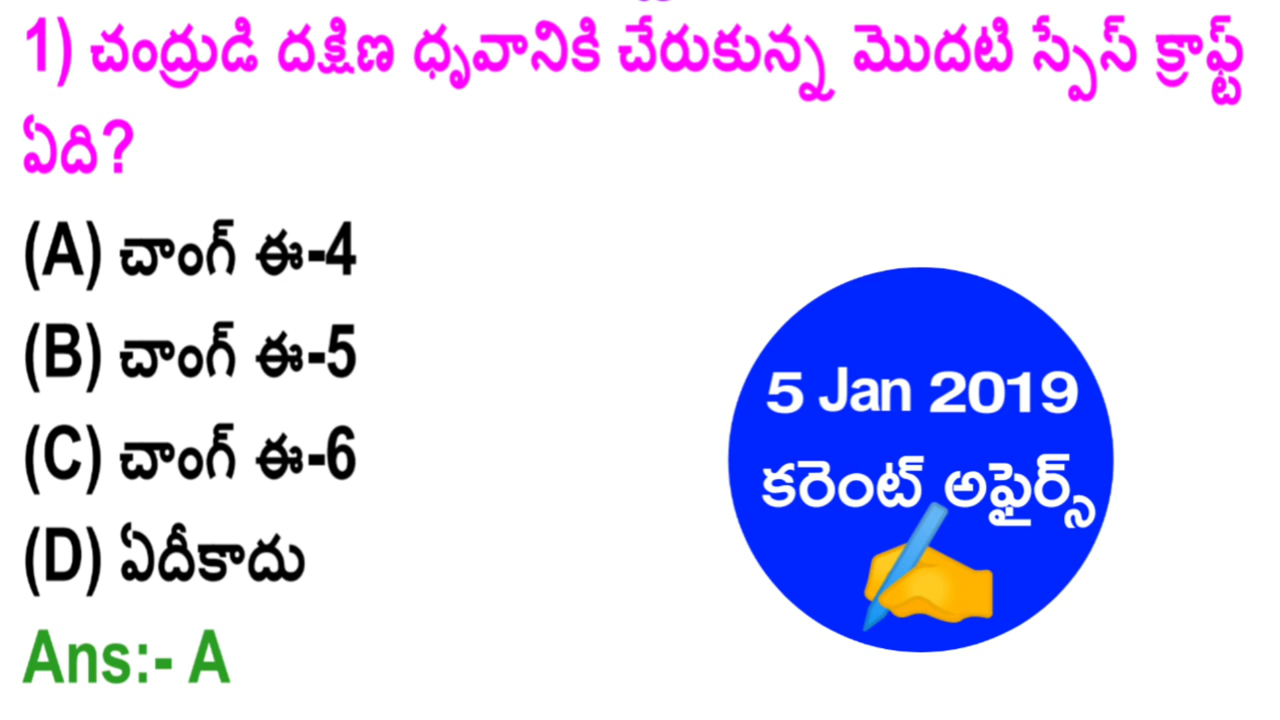 1) చంద్రుడి దక్షిణ ధృవానికి చేరుకున్న మొదటి స్పేస్ క్రాఫ్ట్
ఏది?
(A) చాంగ్ ఈ-4
(B) చాంగ్ ఈ-5
(C) చాంగ్ ఈ-6
(D) ఏదీకాదు
Ans:- A
5 Jan 2019
కరెంట్ అఫైర్స్